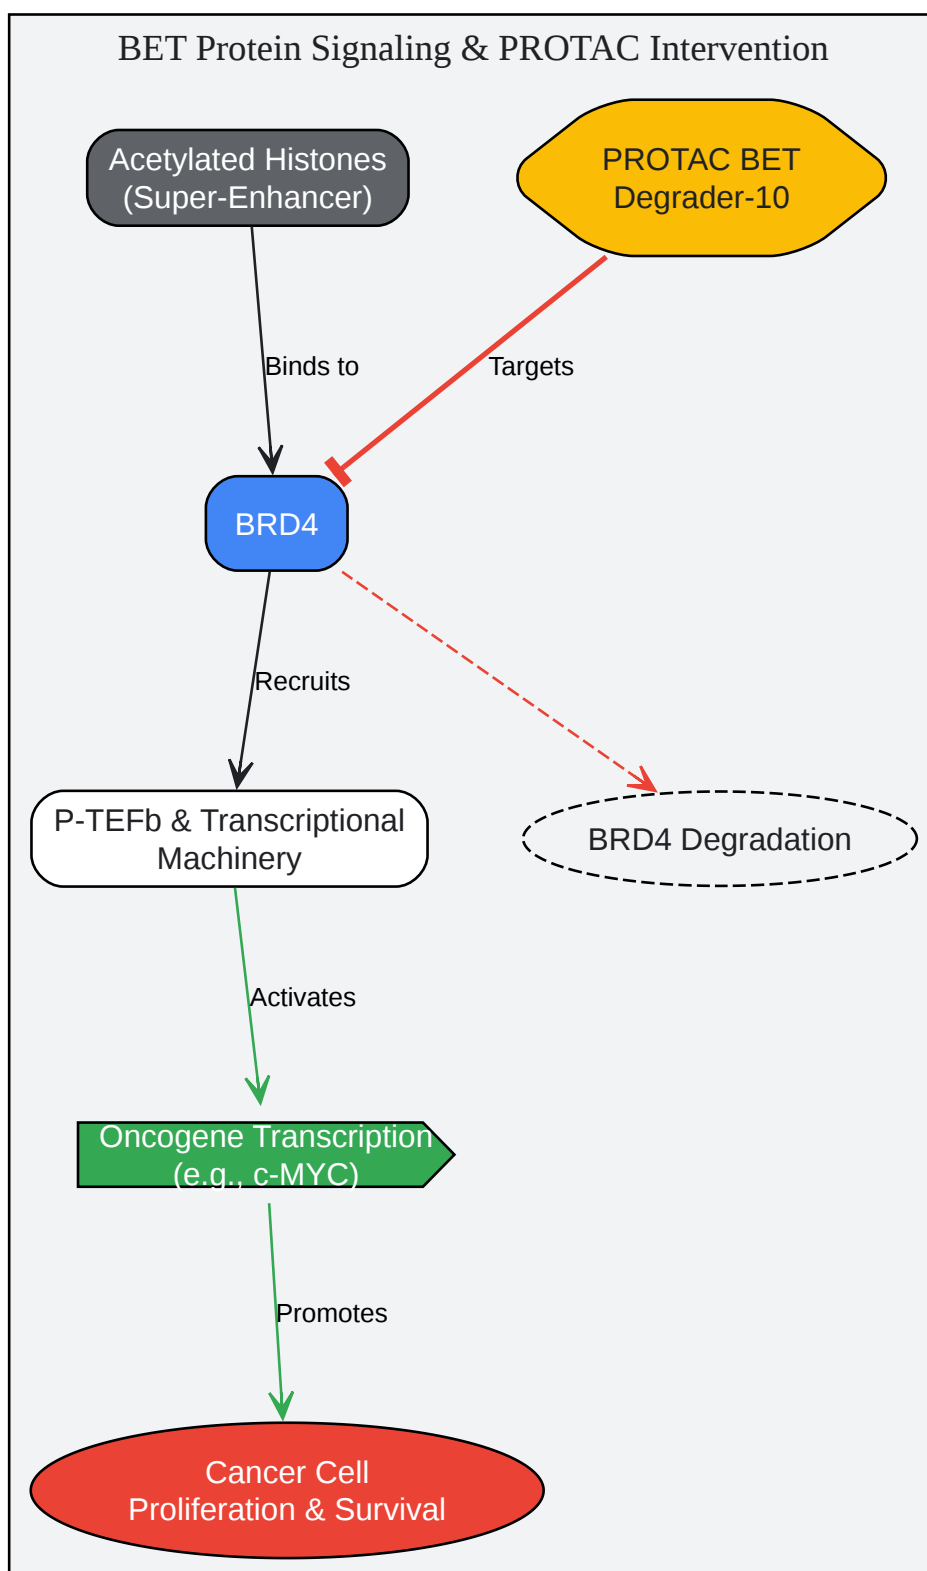 BET Protein Signaling & PROTAC Intervention
Acetylated Histones
(Super-Enhancer)
PROTAC BET
Degrader-10
Binds to
Targets
BRD4
Recruits
P-TEFb & Transcriptional
Machinery
BRD4 Degradation
Activates
Oncogene Transcription
(e.g., c-MYC)
Promotes
Cancer Cell
Proliferation & Survival